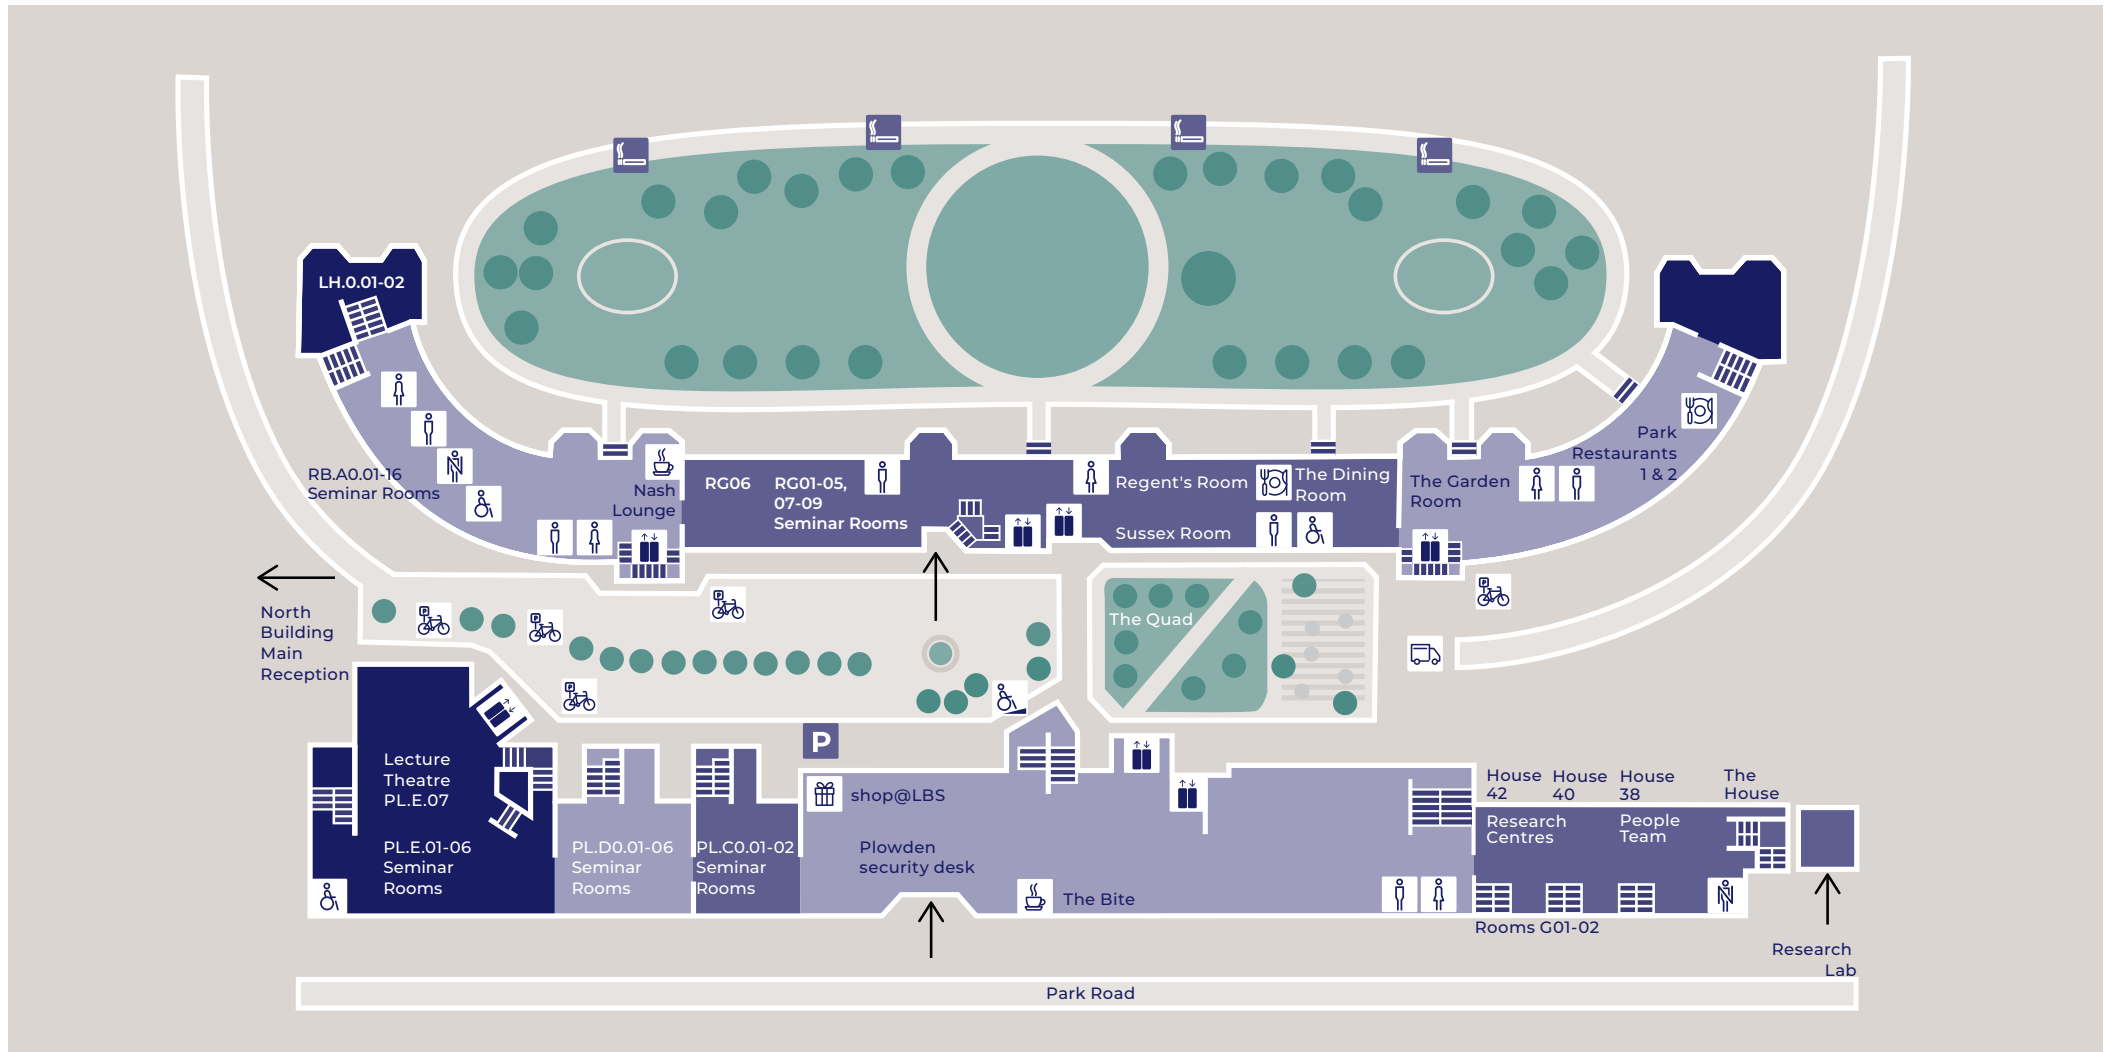 LH.0.01-02
RB.A0.01-16
Seminar Rooms
Nash
Lounge
RG06
RG01-05,
07-09
Seminar Rooms
Regent's Room
Sussex Room
The Dining
Room
The Garden
Room
Park
Restaurants
1 & 2
North
Building
Main
Reception
P
P
P
P
P
The Quad
P
Lecture
Theatre
PL.E.07
PL.E.01-06
Seminar
Rooms
PL.D0.01-06
Seminar
Rooms
PL.C0.01-02
Seminar
Rooms
shop@LBS
Plowden
security desk
The Bite
House
42
House
40
House
38
The
House
Research
Centres
People
Team
Rooms G01-02
Research
Lab
Park Road